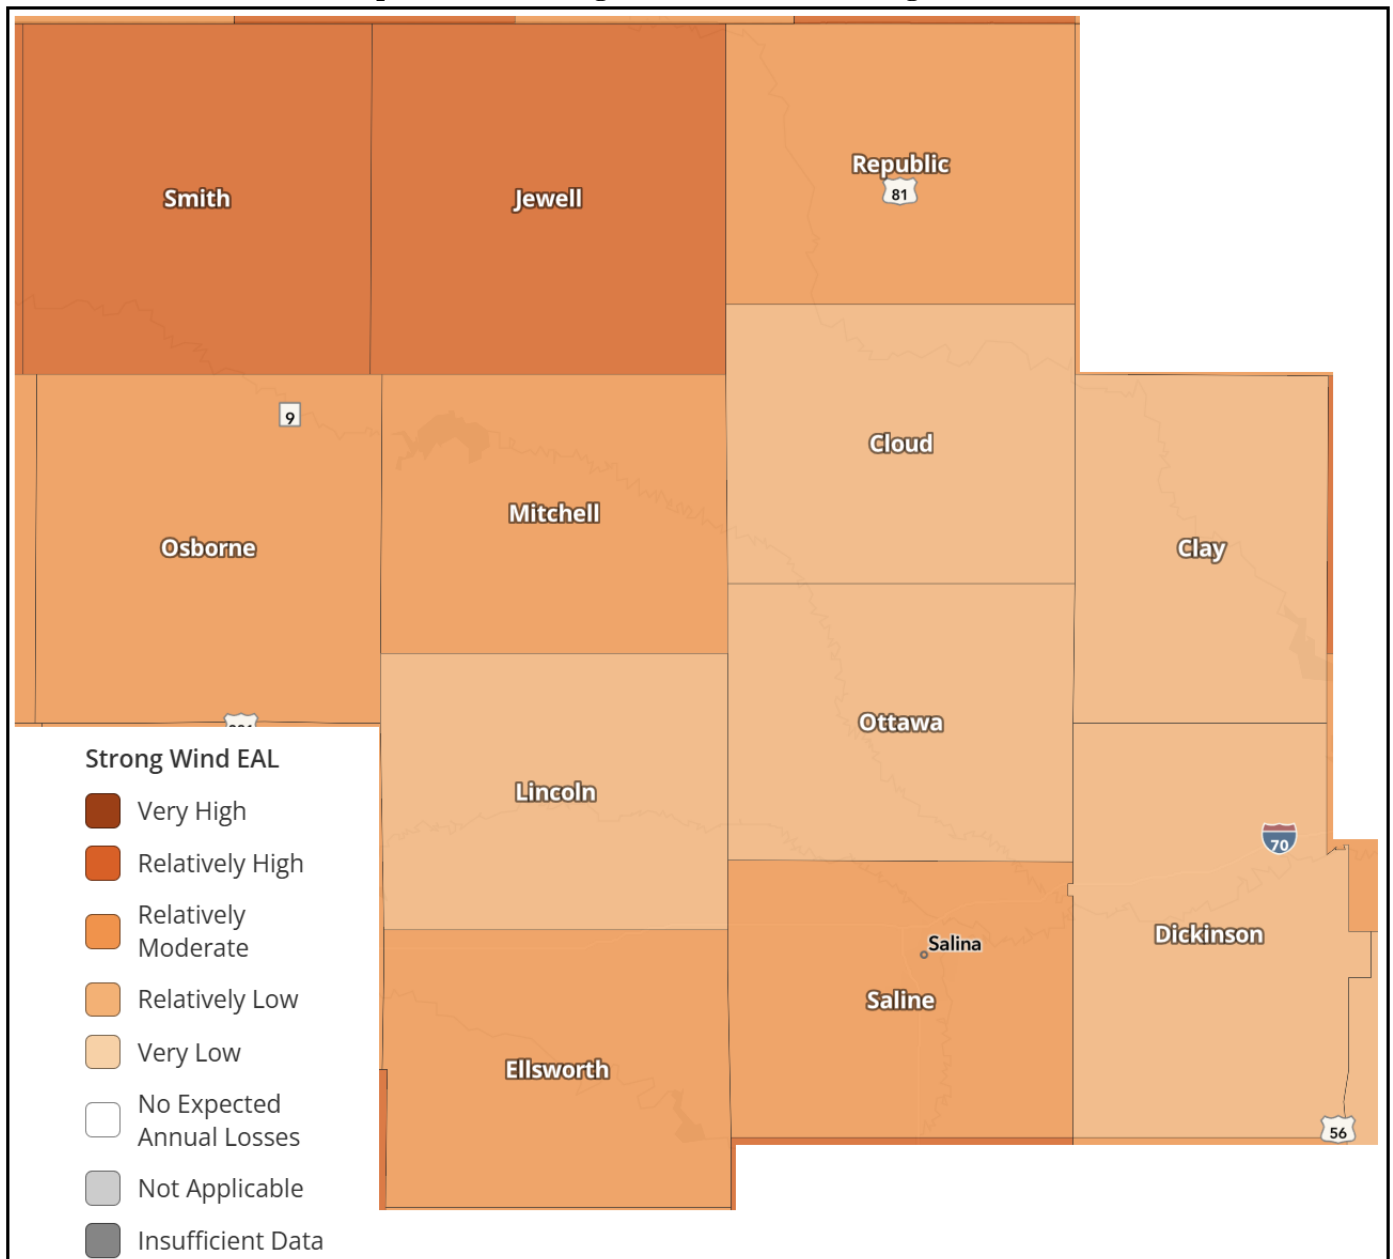 Republic
81
Smith
Jewell
9
Cloud
Mitchell
Osborne
Clay
Ottawa
Lincoln
70
Dickinson
Salina
Saline
Ellsworth
56
Strong Wind EAL
Very High
Relatively High
Relatively
Moderate
Relatively Low
Very Low
No Expected
Annual Losses
Not Applicable
Insufficient Data